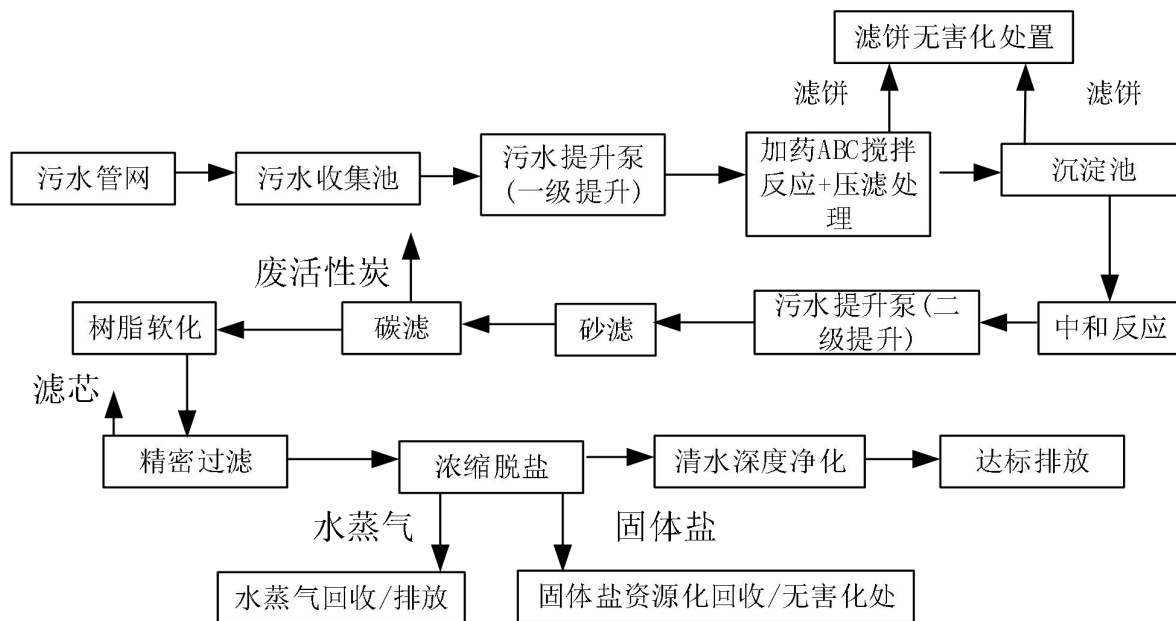 滤饼无害化处置
滤饼
滤饼
污水管网
污水收集池
污水提升泵
(一级提升)
加药ABC搅拌
反应+压滤处
理
沉淀池
废活性炭
树脂软化
碳滤
砂滤
污水提升泵(二
级提升)
中和反应
滤芯
精密过滤
浓缩脱盐
清水深度净化
达标排放
水蒸气
固体盐
水蒸气回收/排放
固体盐资源化回收/无害化处